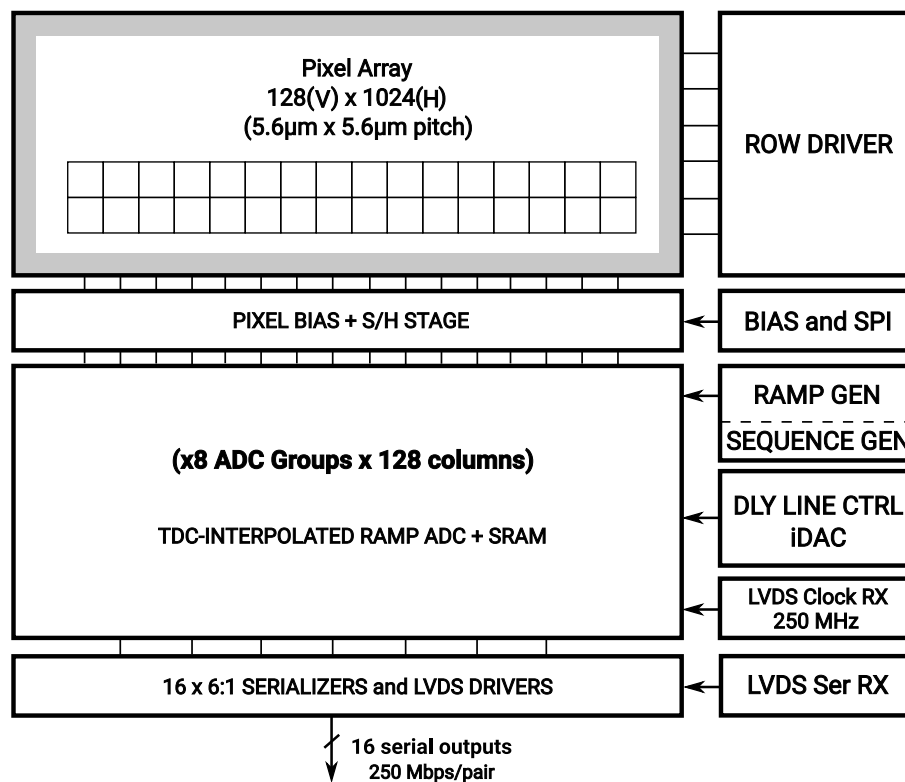 Pixel Array
128(V) x 1024(H)
(5.6μm x 5.6μm pitch)
ROW DRIVER
PIXEL BIAS + S/H STAGE
BIAS and SPI
RAMP GEN
SEQUENCE GEN
(x8 ADC Groups x 128 columns)
TDC-INTERPOLATED RAMP ADC + SRAM
DLY LINE CTRL
iDAC
LVDS Clock RX
250 MHz
16 x 6:1 SERIALIZERS and LVDS DRIVERS
LVDS Ser RX
16 serial outputs
250 Mbps/pair